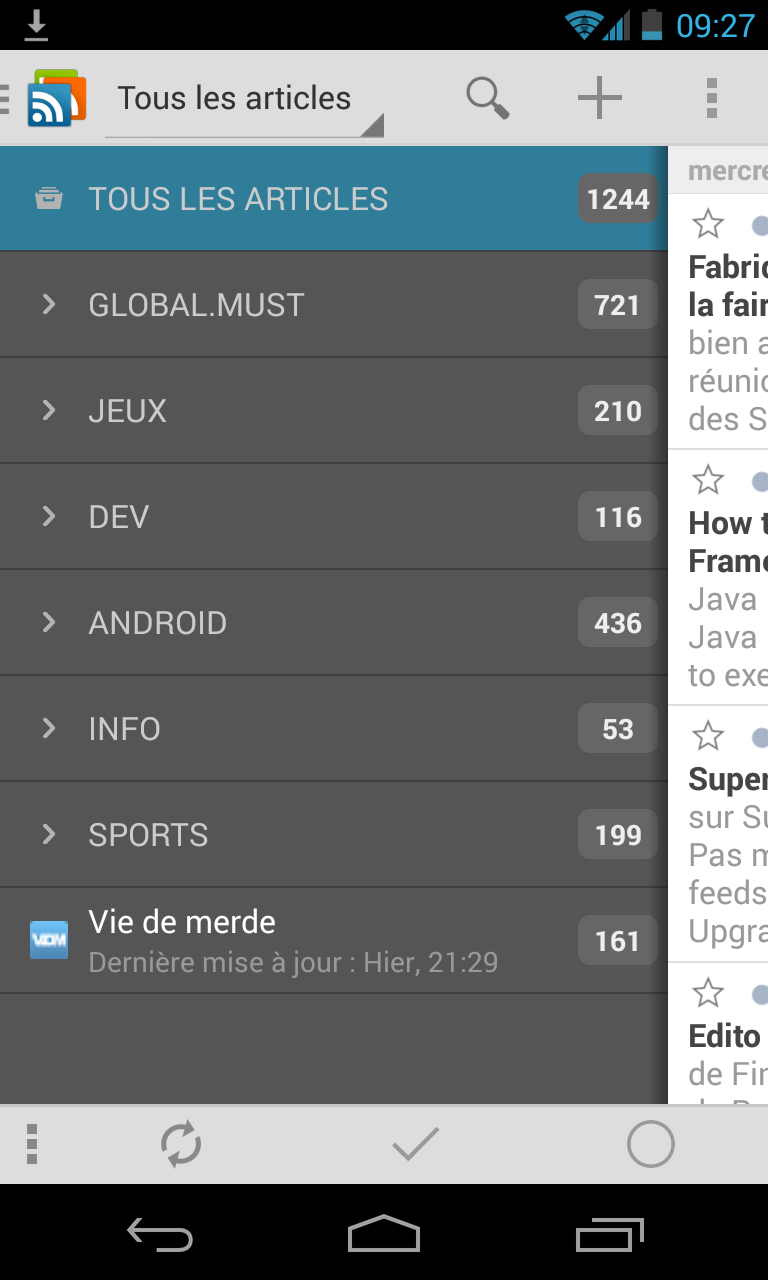 09:27
Tous les articles
TOUS LES ARTICLES 1244
GLOBAL.MUST 721
JEUX 210
DEV 116
ANDROID 436
INFO 53
SPORTS 199
VDM
Vie de merde 161
Dernière mise à jour : Hier, 21:29
mercre
Fabric
la fair
bien a
réunic
des S
How t
Frame
Java
Java
to exe
Super
sur Su
Pas m
feeds
Upgra
Edito
de Fin